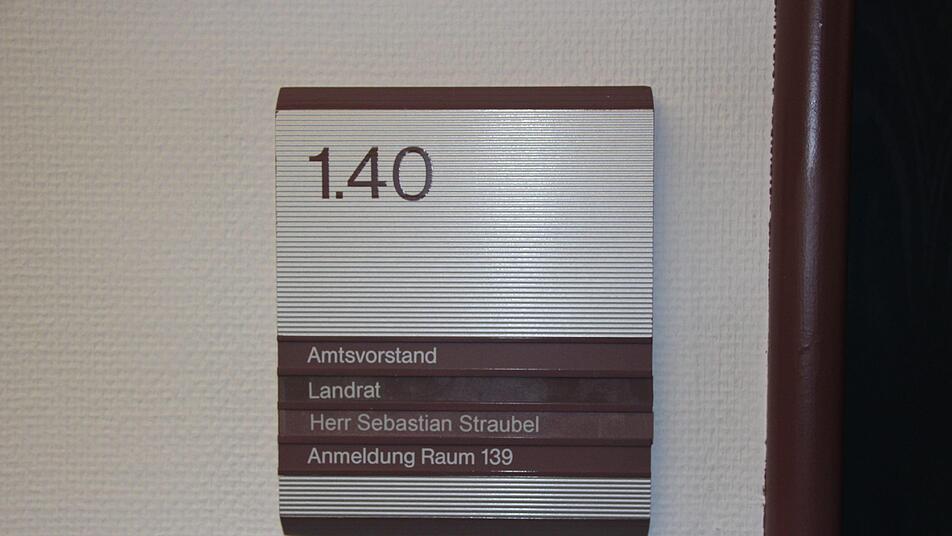 1.40
Amtsvorstand
Landrat
Herr Sebastian Straubel
Anmeldung Raum 139